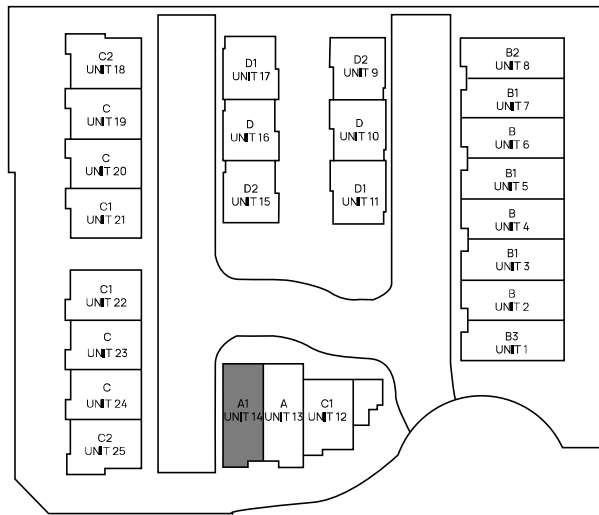 C2
UNIT 18
C
UNIT 19
C
UNIT 20
C1
UNIT 21
C1
UNIT 22
C
UNIT 23
C
UNIT 24
C2
UNIT 25
D1
UNIT 17
D
UNIT 16
D2
UNIT 15
D2
UNIT 9
D
UNIT 10
D1
UNIT 11
A1
UNIT 14
A
UNIT 13
C1
UNIT 12
B2
UNIT 8
B1
UNIT 7
B
UNIT 6
B1
UNIT 5
B
UNIT 4
B1
UNIT 3
B
UNIT 2
B3
UNIT 1